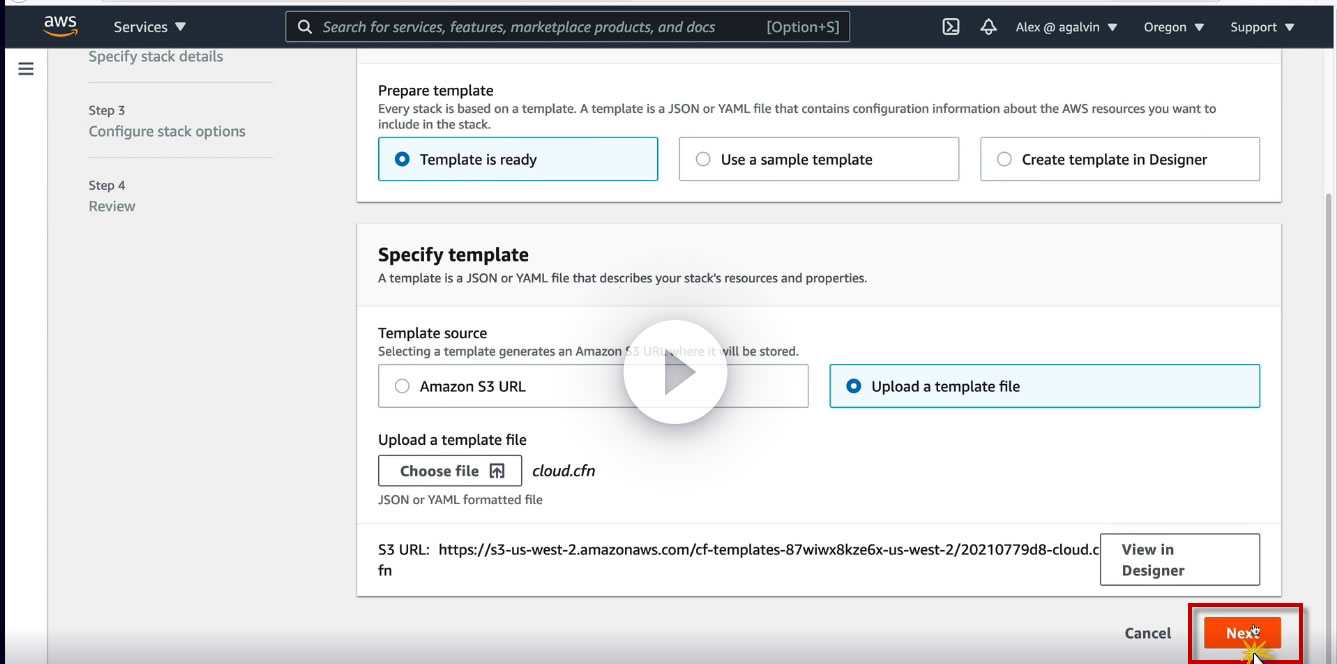 aws
Services
Search for services, features, marketplace products, and docs
[Option+S]
Alex @ agalvin
Oregon
Support
Specify stack details
Step 3
Configure stack options
Step 4
Review
Prepare template
Every stack is based on a template. A template is a JSON or YAML file that contains configuration information about the AWS resources you want to
include in the stack.
Template is ready
Use a sample template
Create template in Designer
Specify template
A template is a JSON or YAML file that describes your stack's resources and properties.
Template source
Selecting a template generates an Amazon S3 URL where it will be stored.
Amazon S3 URL
Upload a template file
Upload a template file
Choose file
cloud.cfn
JSON or YAML formatted file
S3 URL: https://s3-us-west-2.amazonaws.com/cf-templates-87wiwx8kze6x-us-west-2/20210779d8-cloud.c
fn
View in
Designer
Cancel
Next